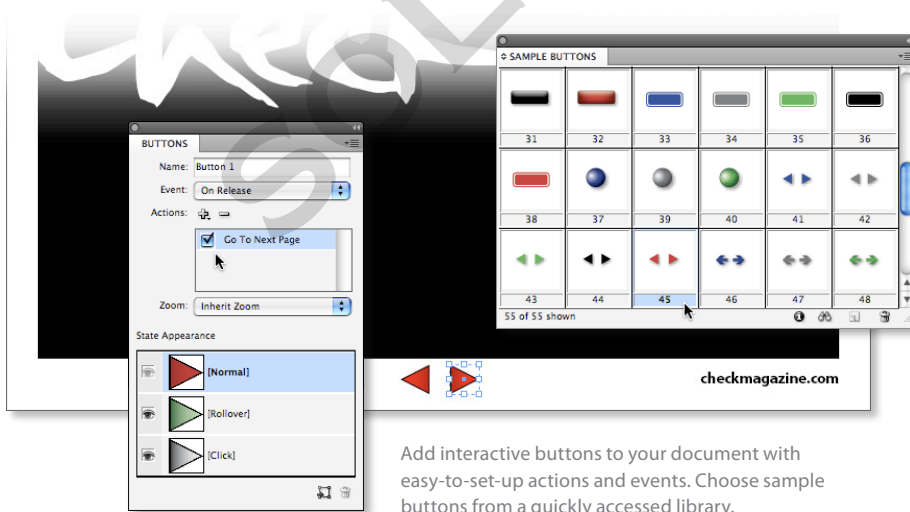 Chea
SOL
SAMPLE BUTTONS
31 32 33 34 35 36
38 37 39 40 41 42
43 44 45 46 47 48
55 of 55 shown
BUTTONS
Name: Button 1
Event: On Release
Actions:
Go To Next Page
Zoom: Inherit Zoom
State Appearance
[Normal]
[Rollover]
[Click]
checkmagazine.com
Add interactive buttons to your document with
easy-to-set-up actions and events. Choose sample
buttons from a quickly accessed library.